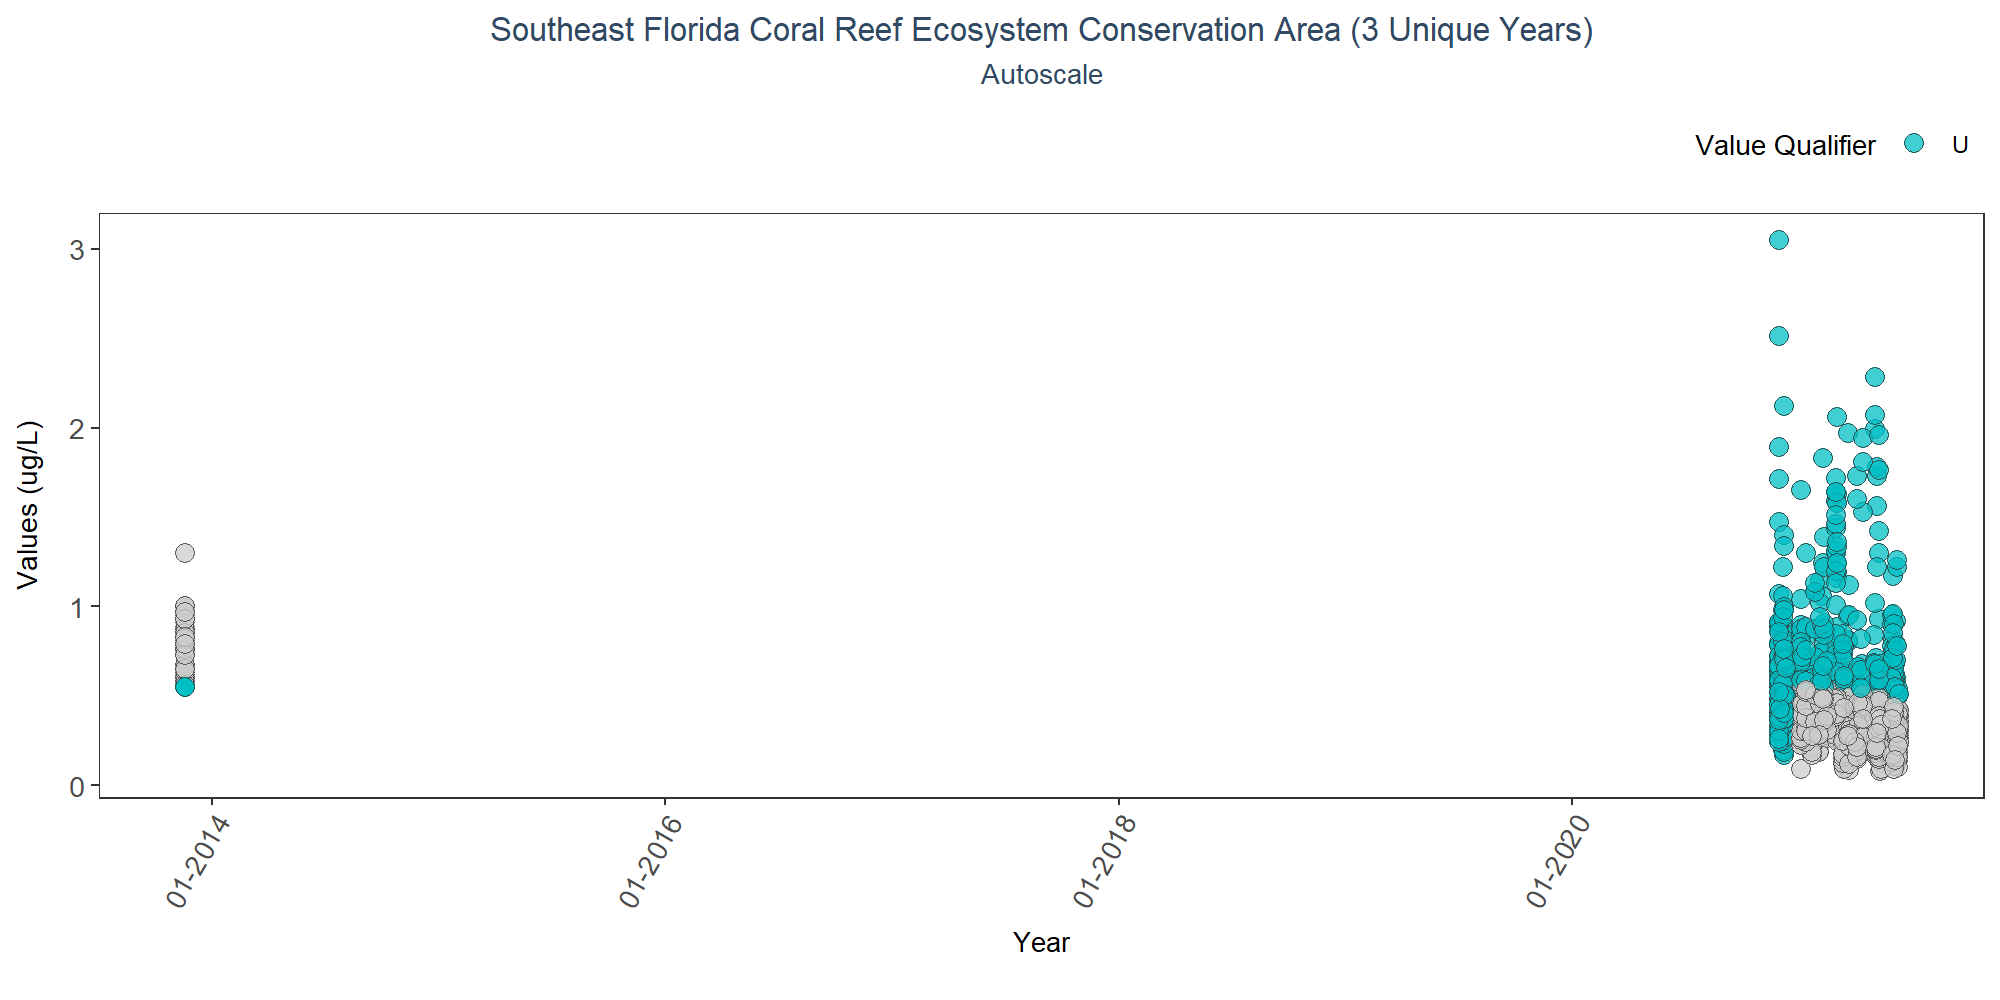 Southeast Florida Coral Reef Ecosystem Conservation Area (3 Unique Years)
Autoscale
Value Qualifier U
Values (ug/L)
3
2
1
0
01-2014 01-2016 01-2018 01-2020
Year